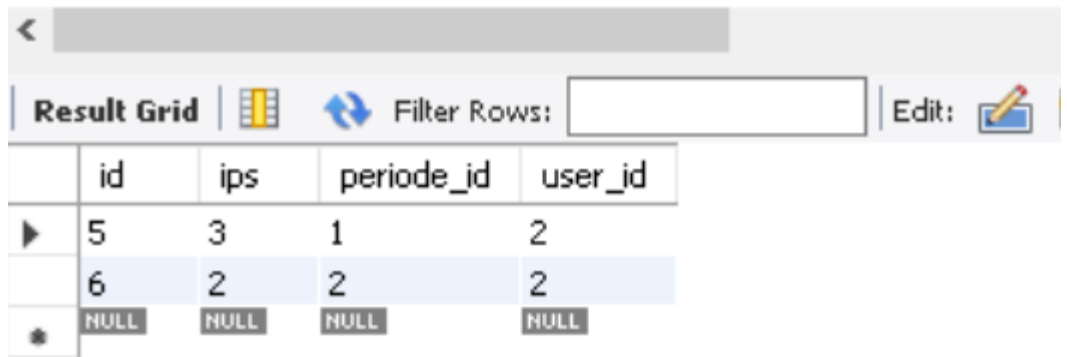 Result Grid Filter Rows: Edit:
id ips periode_id user_id
5 3 1 2
6 2 2 2
NULL NULL NULL NULL